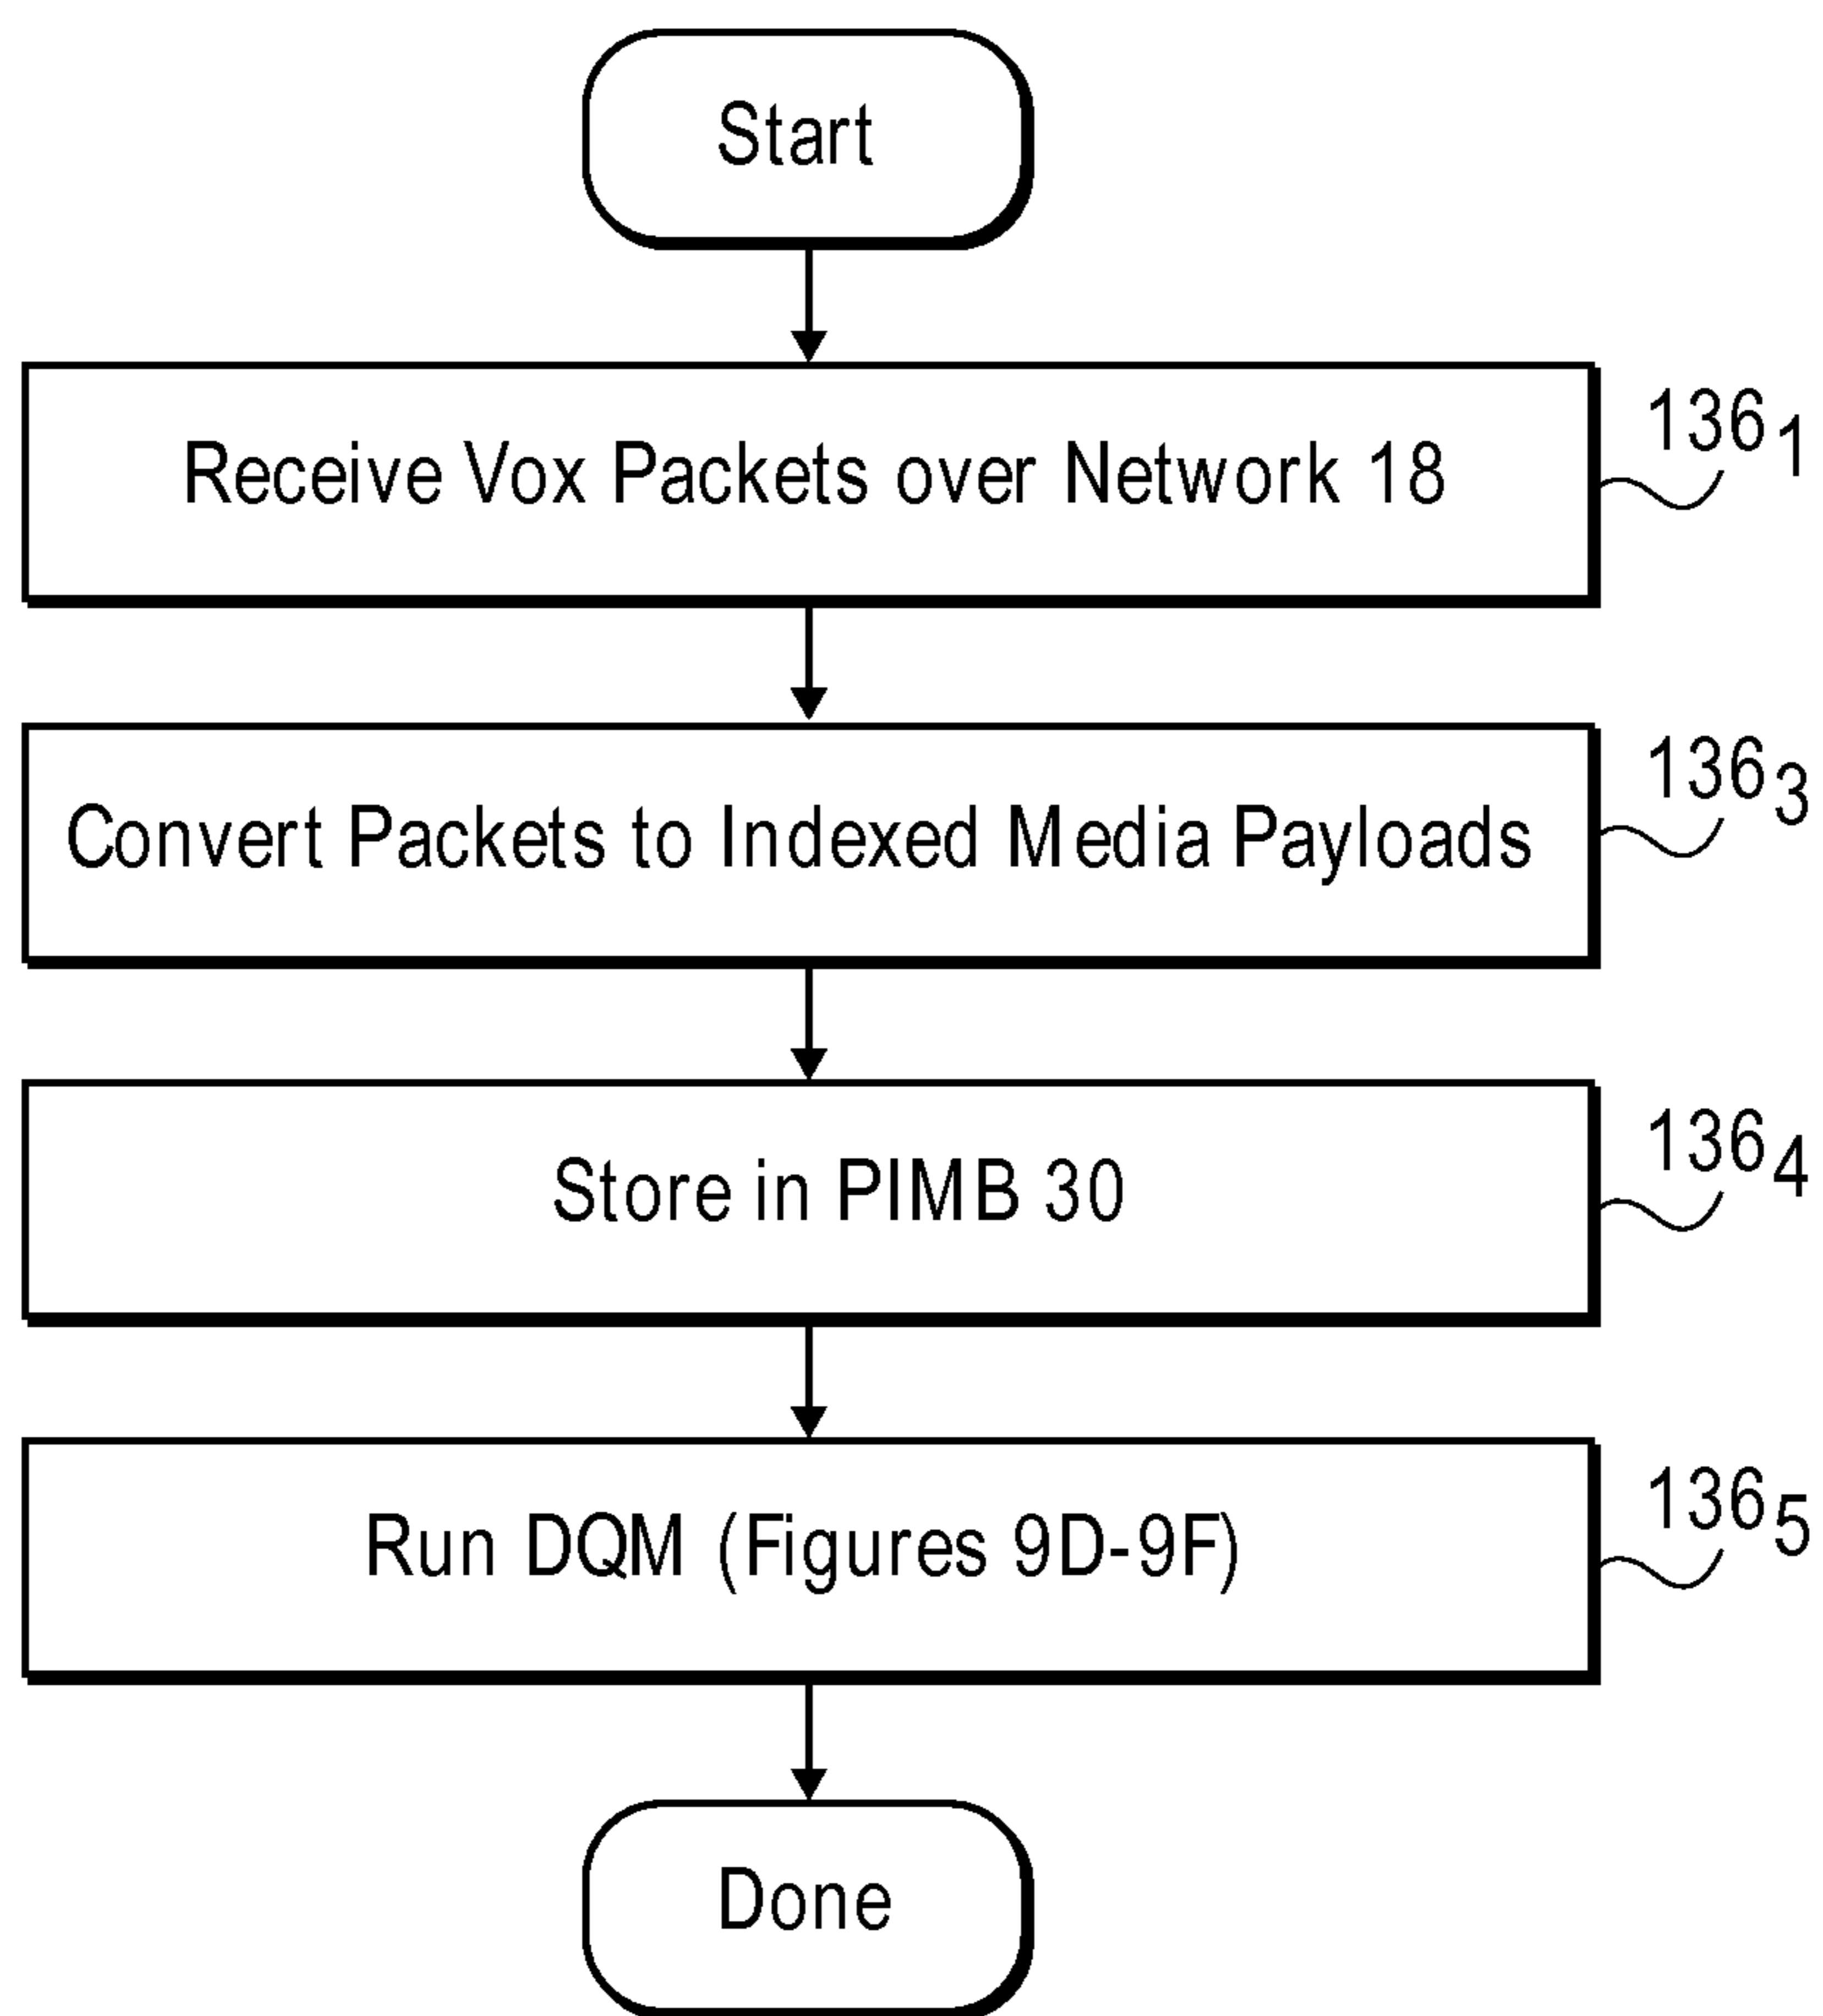 Start
Receive Vox Packets over Network 18
136₁
Convert Packets to Indexed Media Payloads
136₃
Store in PIMB 30
136₄
Run DQM (Figures 9D-9F)
136₅
Done